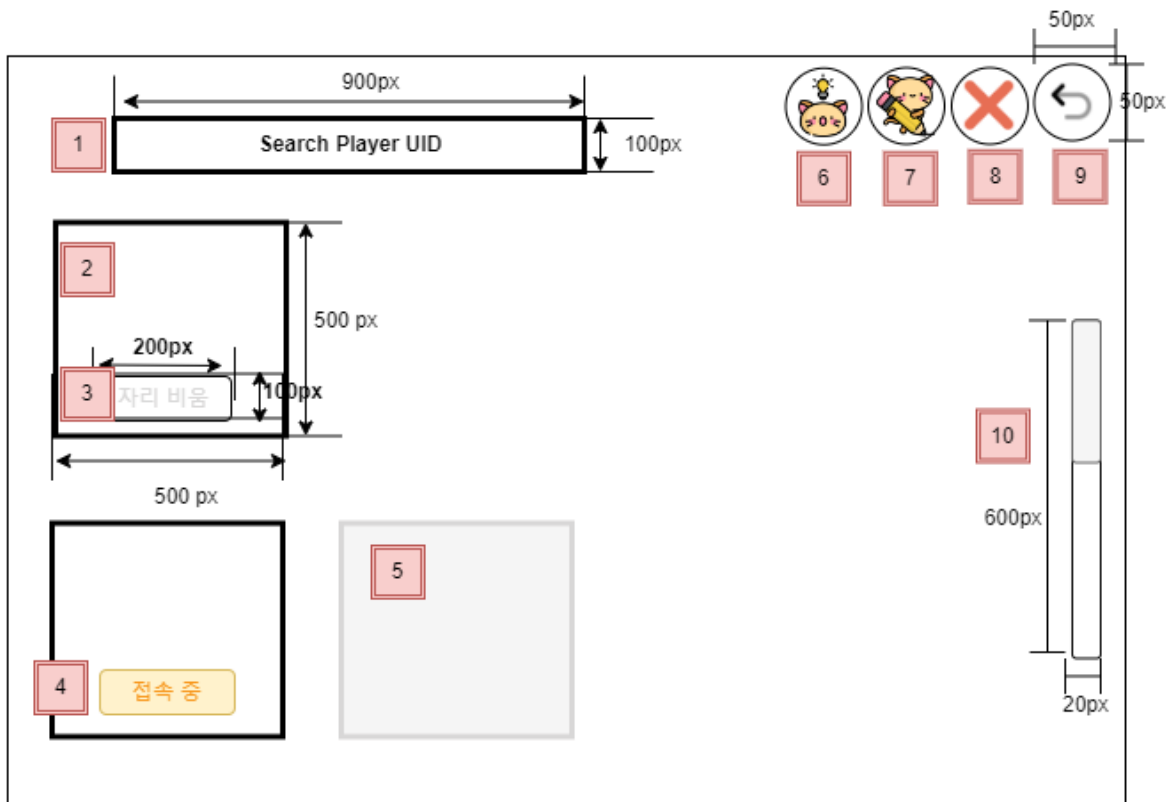 50px
900px
50px
1
Search Player UID
100px
6
7
8
9
2
500 px
200px
3
자리 비움
100px
10
500 px
600px
5
4
접속 중
20px